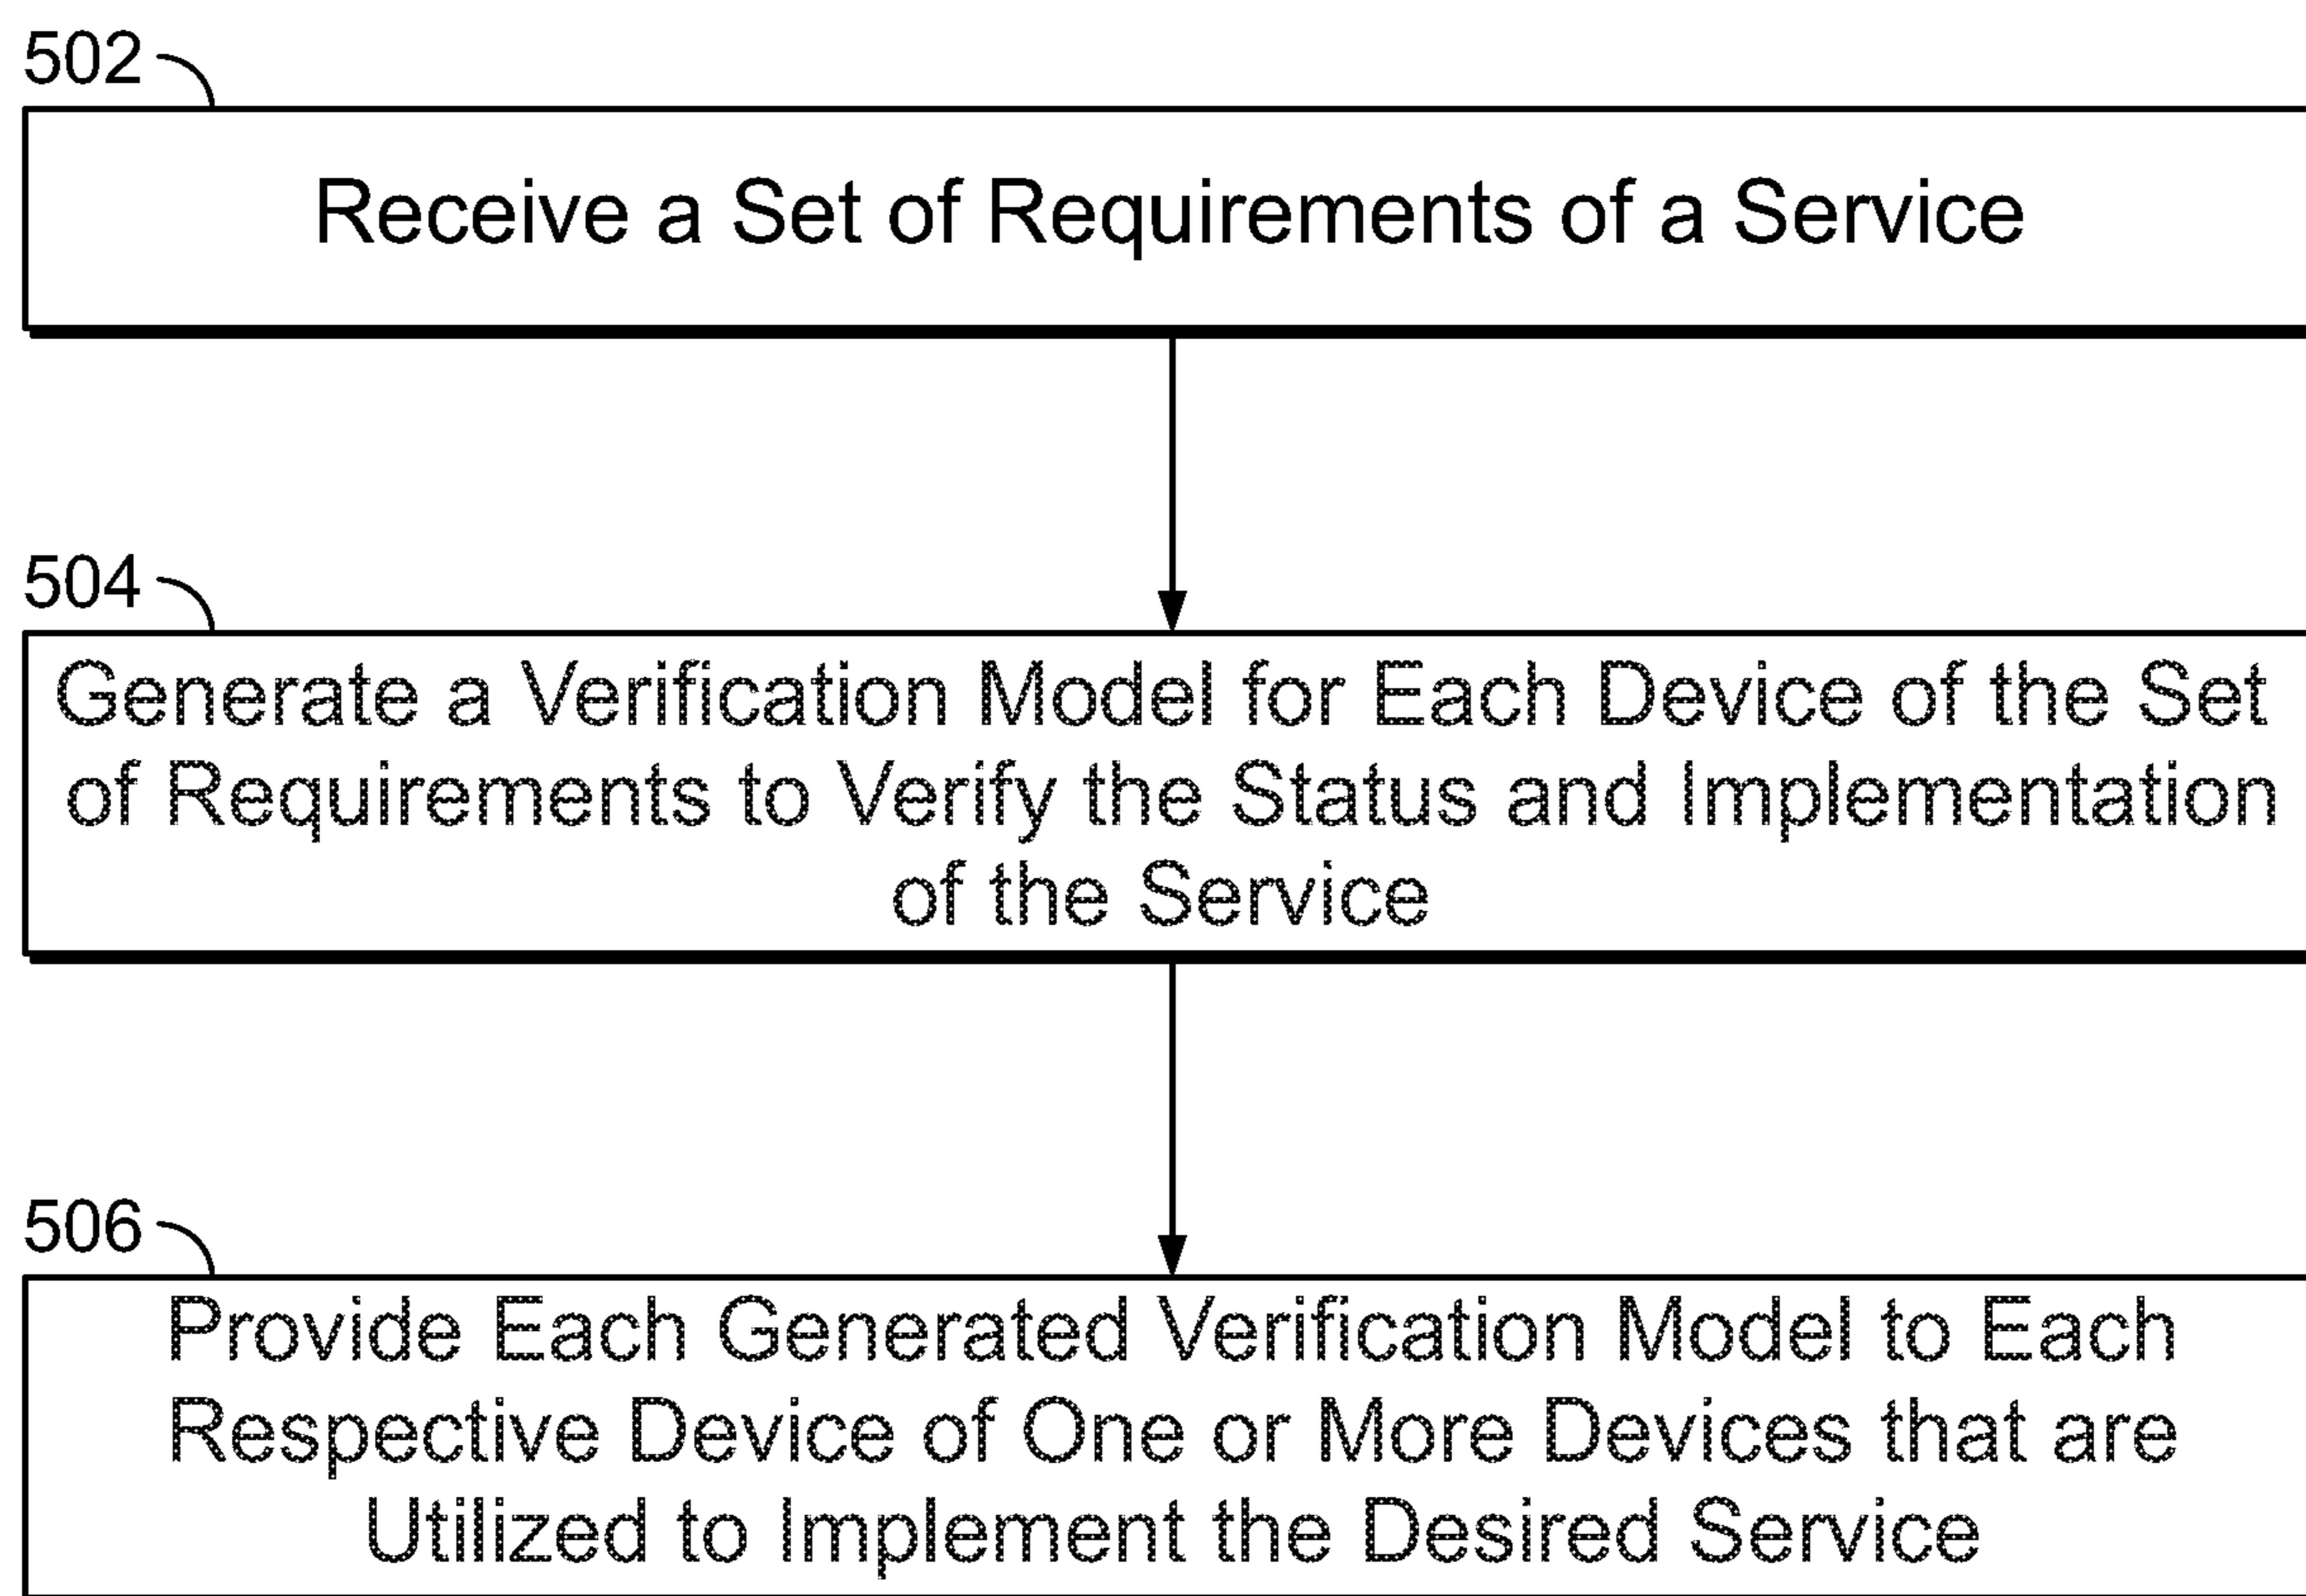 502
Receive a Set of Requirements of a Service
504
Generate a Verification Model for Each Device of the Set
of Requirements to Verify the Status and Implementation
of the Service
506
Provide Each Generated Verification Model to Each
Respective Device of One or More Devices that are
Utilized to Implement the Desired Service